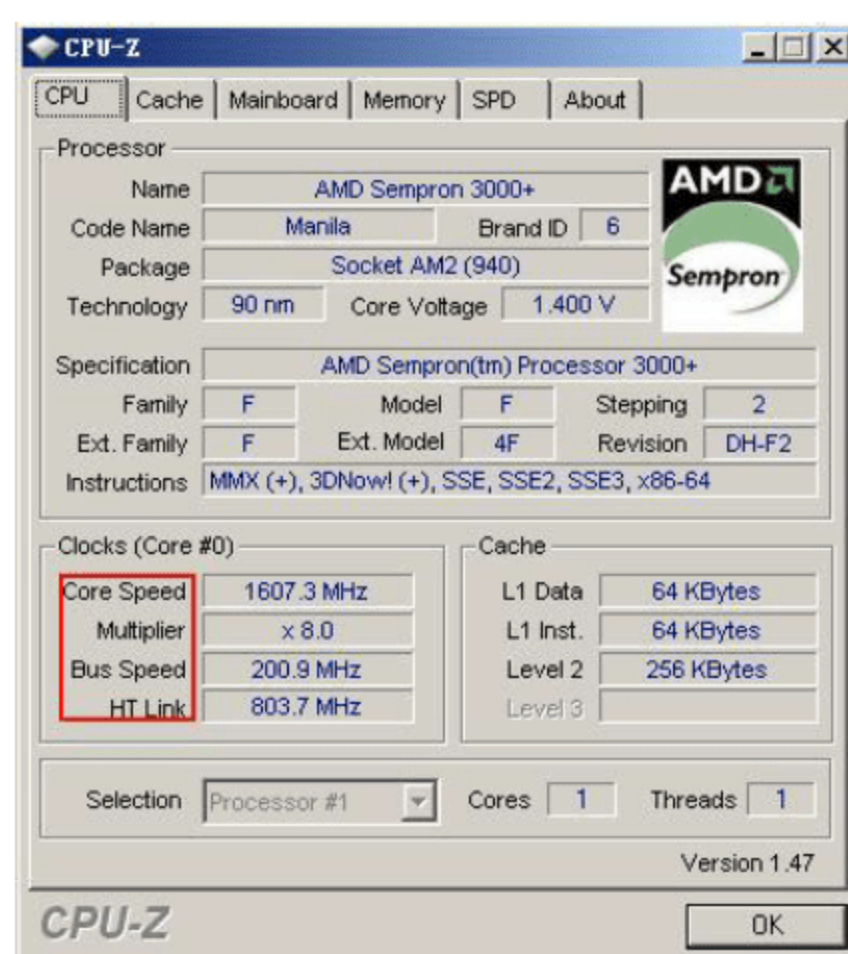 CPU-Z
CPU Cache Mainboard Memory SPD About
Processor
Name AMD Sempron 3000+
Code Name Manila Brand ID 6
Package Socket AM2 (940)
Technology 90 nm Core Voltage 1.400 V
AMD
Sempron
Specification AMD Sempron(tm) Processor 3000+
Family F Model F Stepping 2
Ext. Family F Ext. Model 4F Revision DH-F2
Instructions MMX (+), 3DNow! (+), SSE, SSE2, SSE3, x86-64
Clocks (Core #0)
Core Speed 1607.3 MHz
Multiplier x 8.0
Bus Speed 200.9 MHz
HT Link 803.7 MHz
Cache
L1 Data 64 KBytes
L1 Inst. 64 KBytes
Level 2 256 KBytes
Level 3
Selection Processor #1 Cores 1 Threads 1
Version 1.47
CPU-Z OK